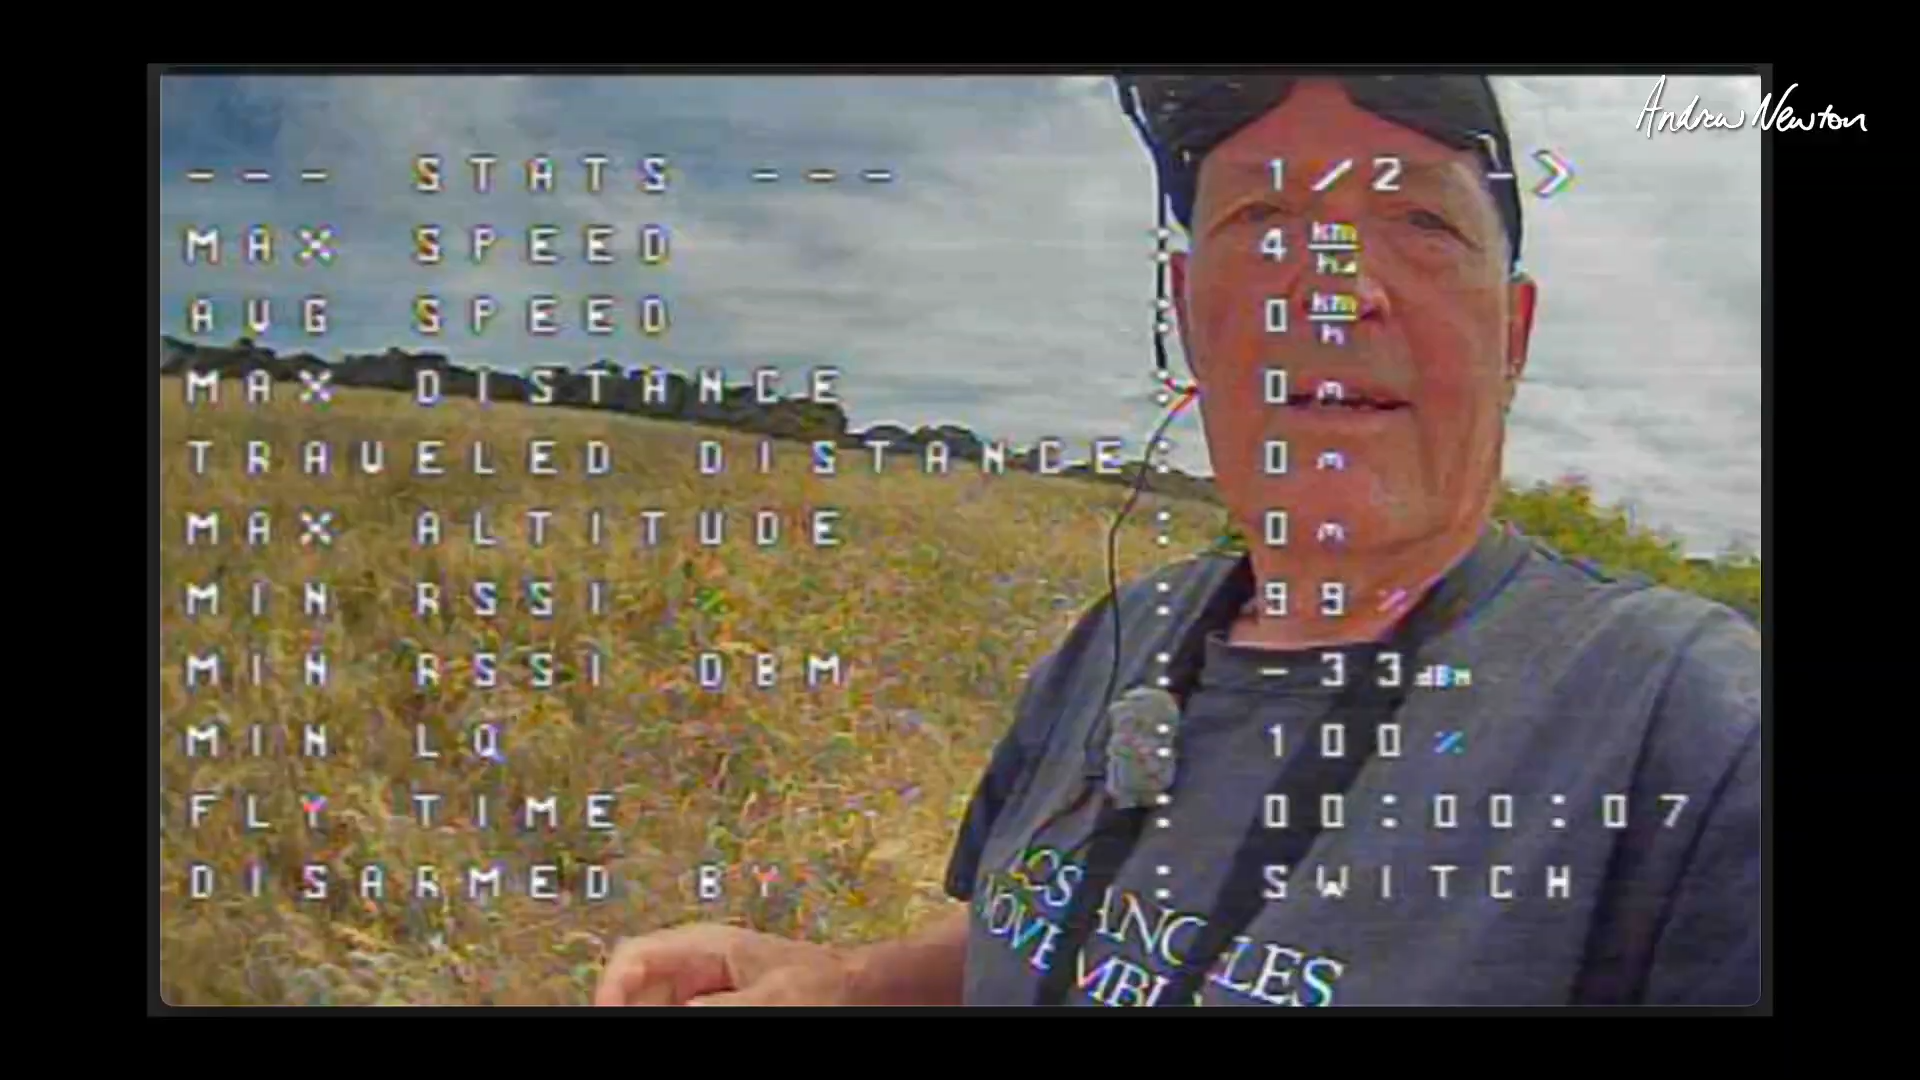 Andrew Newton
--- STATS --- 1/2 ->
MAX SPEED : 4 km/h
AVG SPEED : 0 km/h
MAX DISTANCE : 0 m
TRAVELED DISTANCE : 0 m
MAX ALTITUDE : 0 m
MIN RSSI % : 99 %
MIN RSSI DBM : -33 dBm
MIN LQ : 100 %
FLY TIME : 00:00:07
DISARMED BY : SWITCH
LOS ANGELES